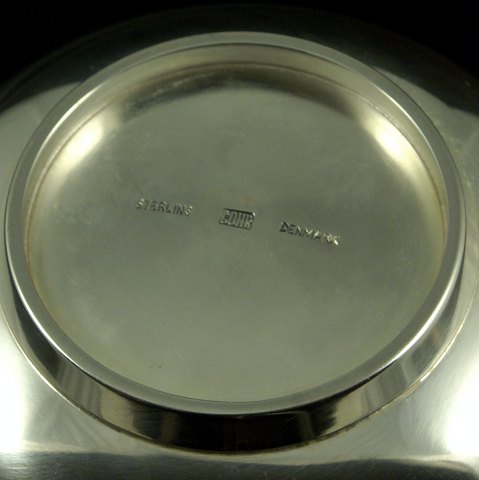 STERLING COHR DENMARK